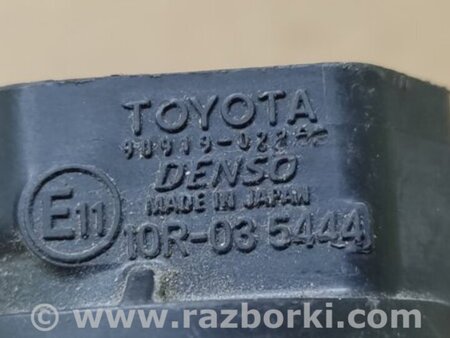 TOYOTA
DENSO
MADE IN JAPAN
E11
10R-03 5444
© www.razborki.com